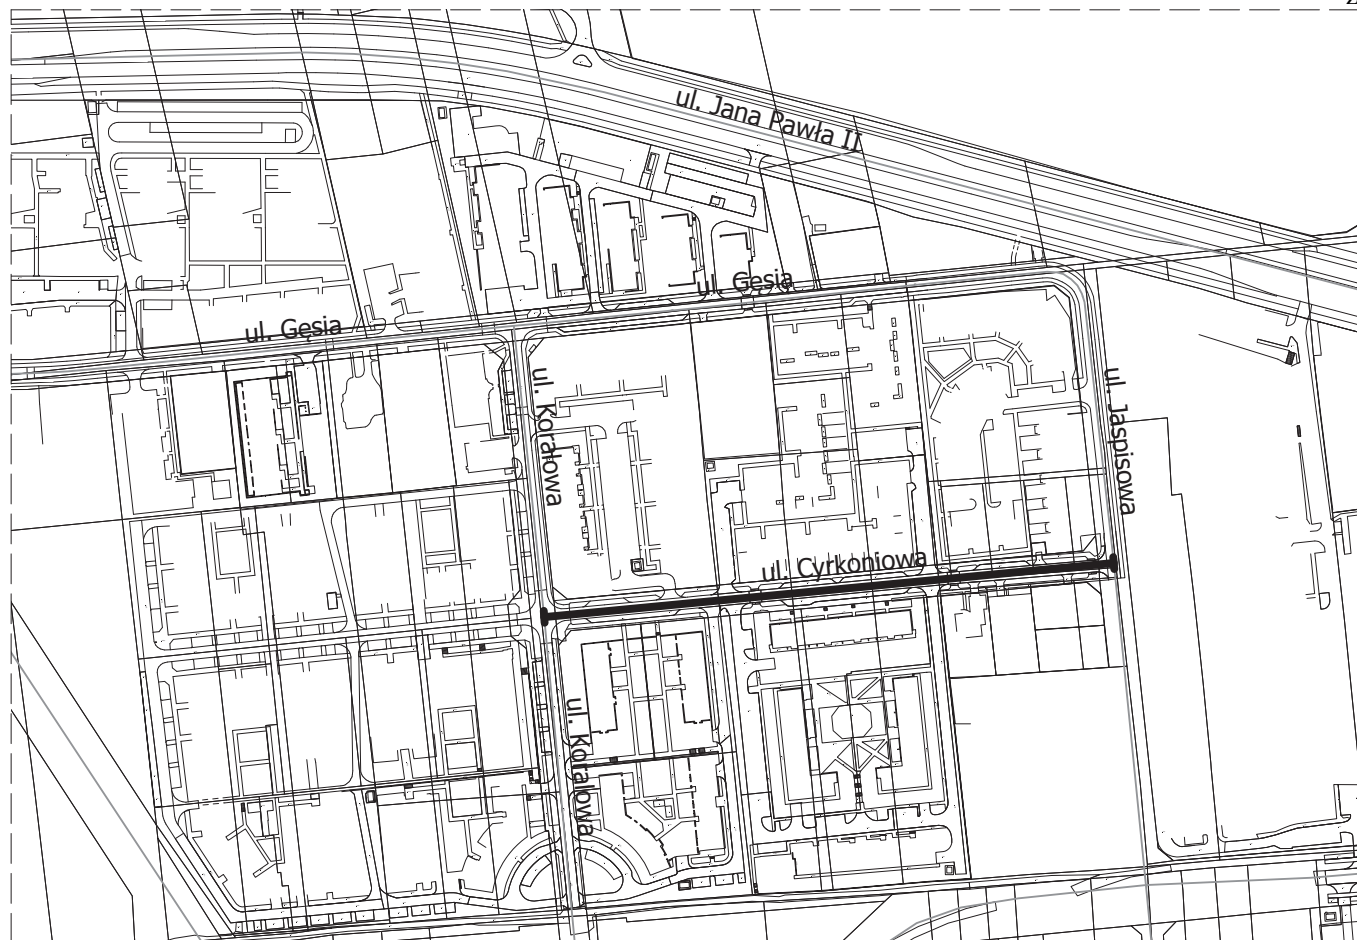 ul. Jana Pawła II
ul. Gęsia
ul. Gęsia
ul. Koralowa
ul. Jaspisowa
ul. Cyrkoniowa
ul. Koralowa